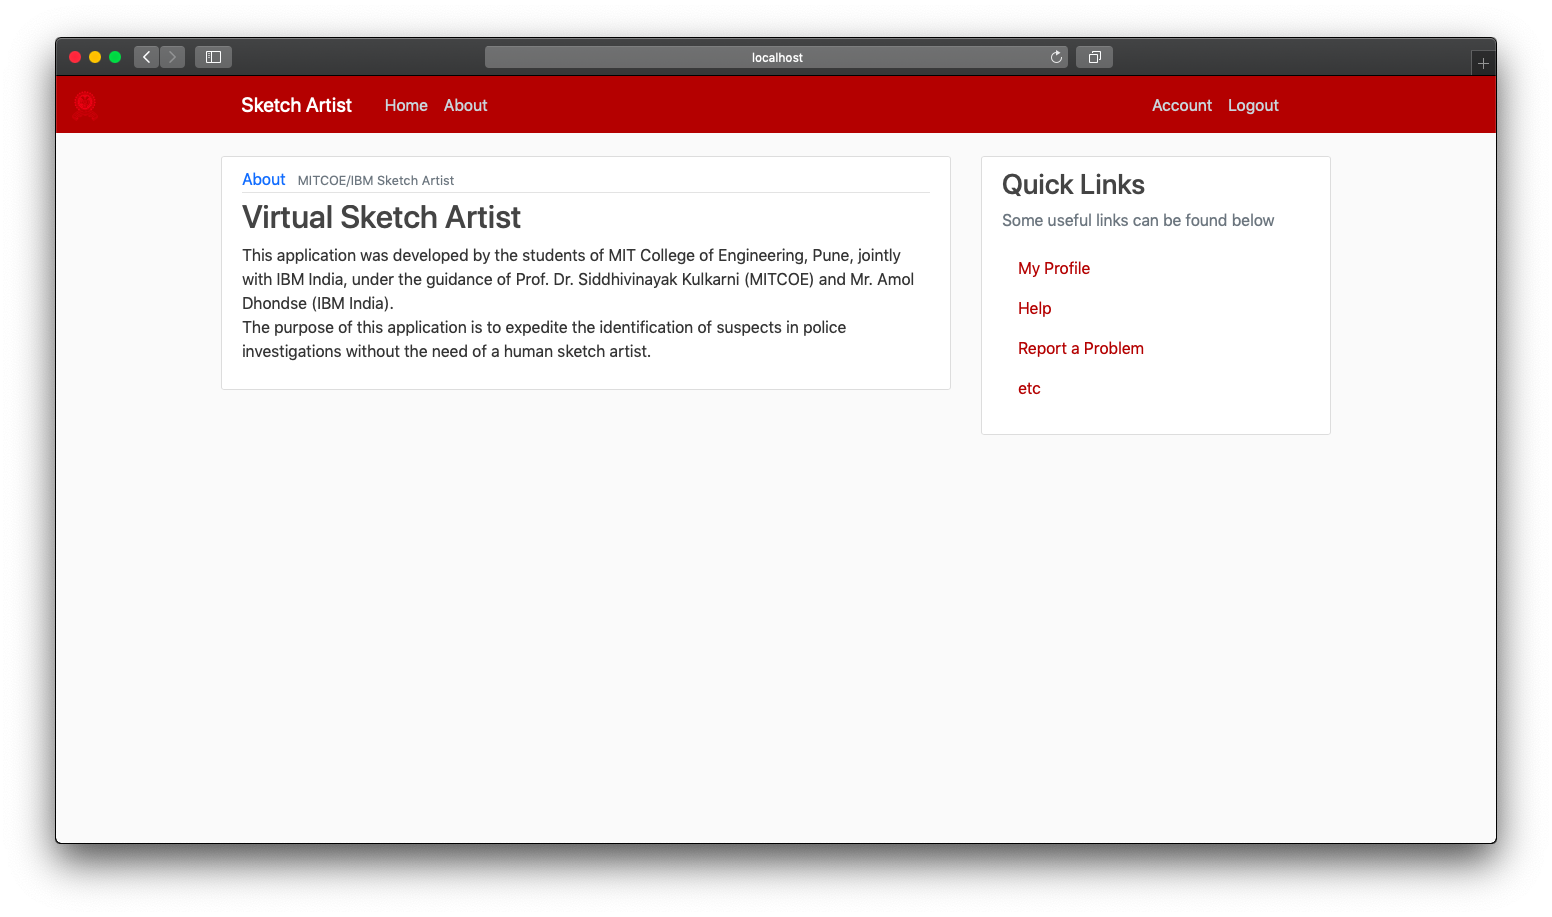 localhost
Sketch Artist Home About Account Logout
About MITCOE/IBM Sketch Artist
Virtual Sketch Artist
This application was developed by the students of MIT College of Engineering, Pune, jointly
with IBM India, under the guidance of Prof. Dr. Siddhivinayak Kulkarni (MITCOE) and Mr. Amol
Dhondse (IBM India).
The purpose of this application is to expedite the identification of suspects in police
investigations without the need of a human sketch artist.
Quick Links
Some useful links can be found below
My Profile
Help
Report a Problem
etc